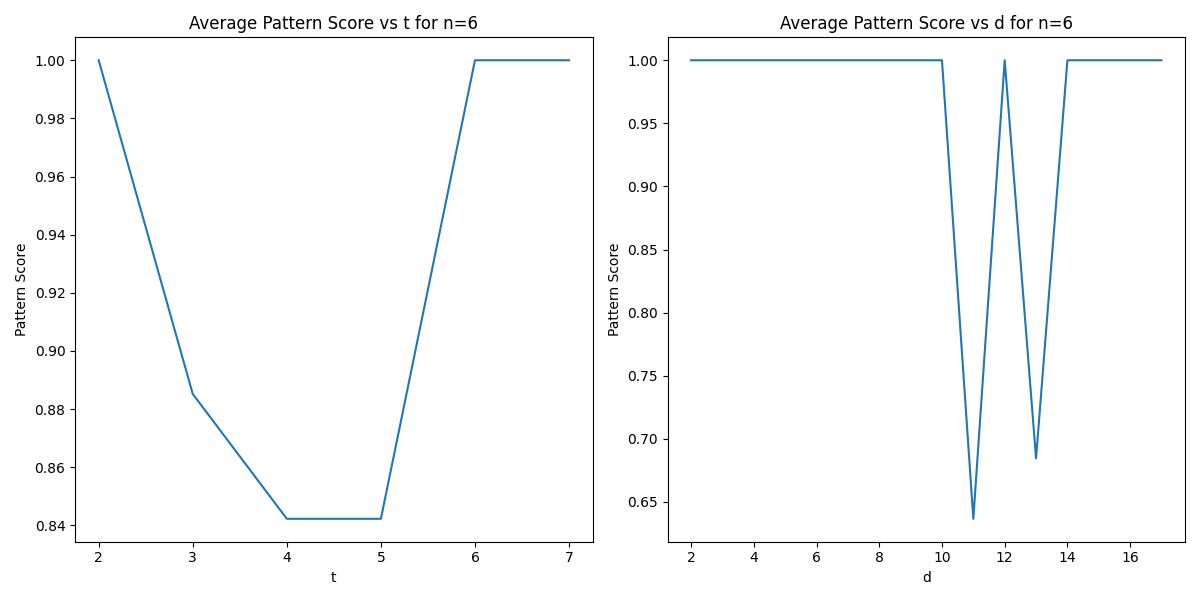 Average Pattern Score vs t for n=6
1.00
0.98
0.96
0.94
0.92
0.90
0.88
0.86
0.84
Pattern Score
2 3 4 5 6 7
t
Average Pattern Score vs d for n=6
1.00
0.95
0.90
0.85
0.80
0.75
0.70
0.65
Pattern Score
2 4 6 8 10 12 14 16
d